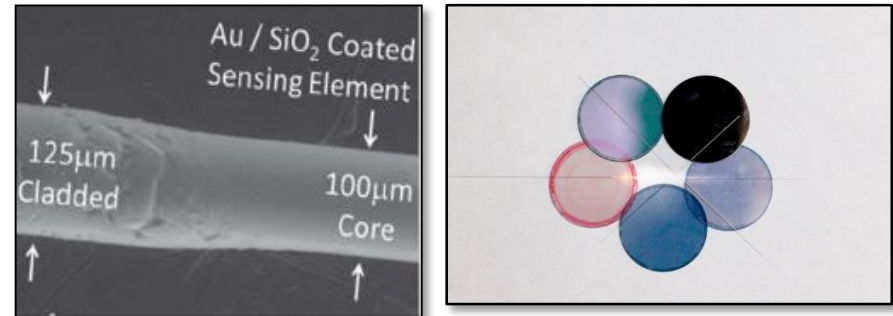 Au / SiO₂ Coated
Sensing Element
125μm
Cladded
100μm
Core